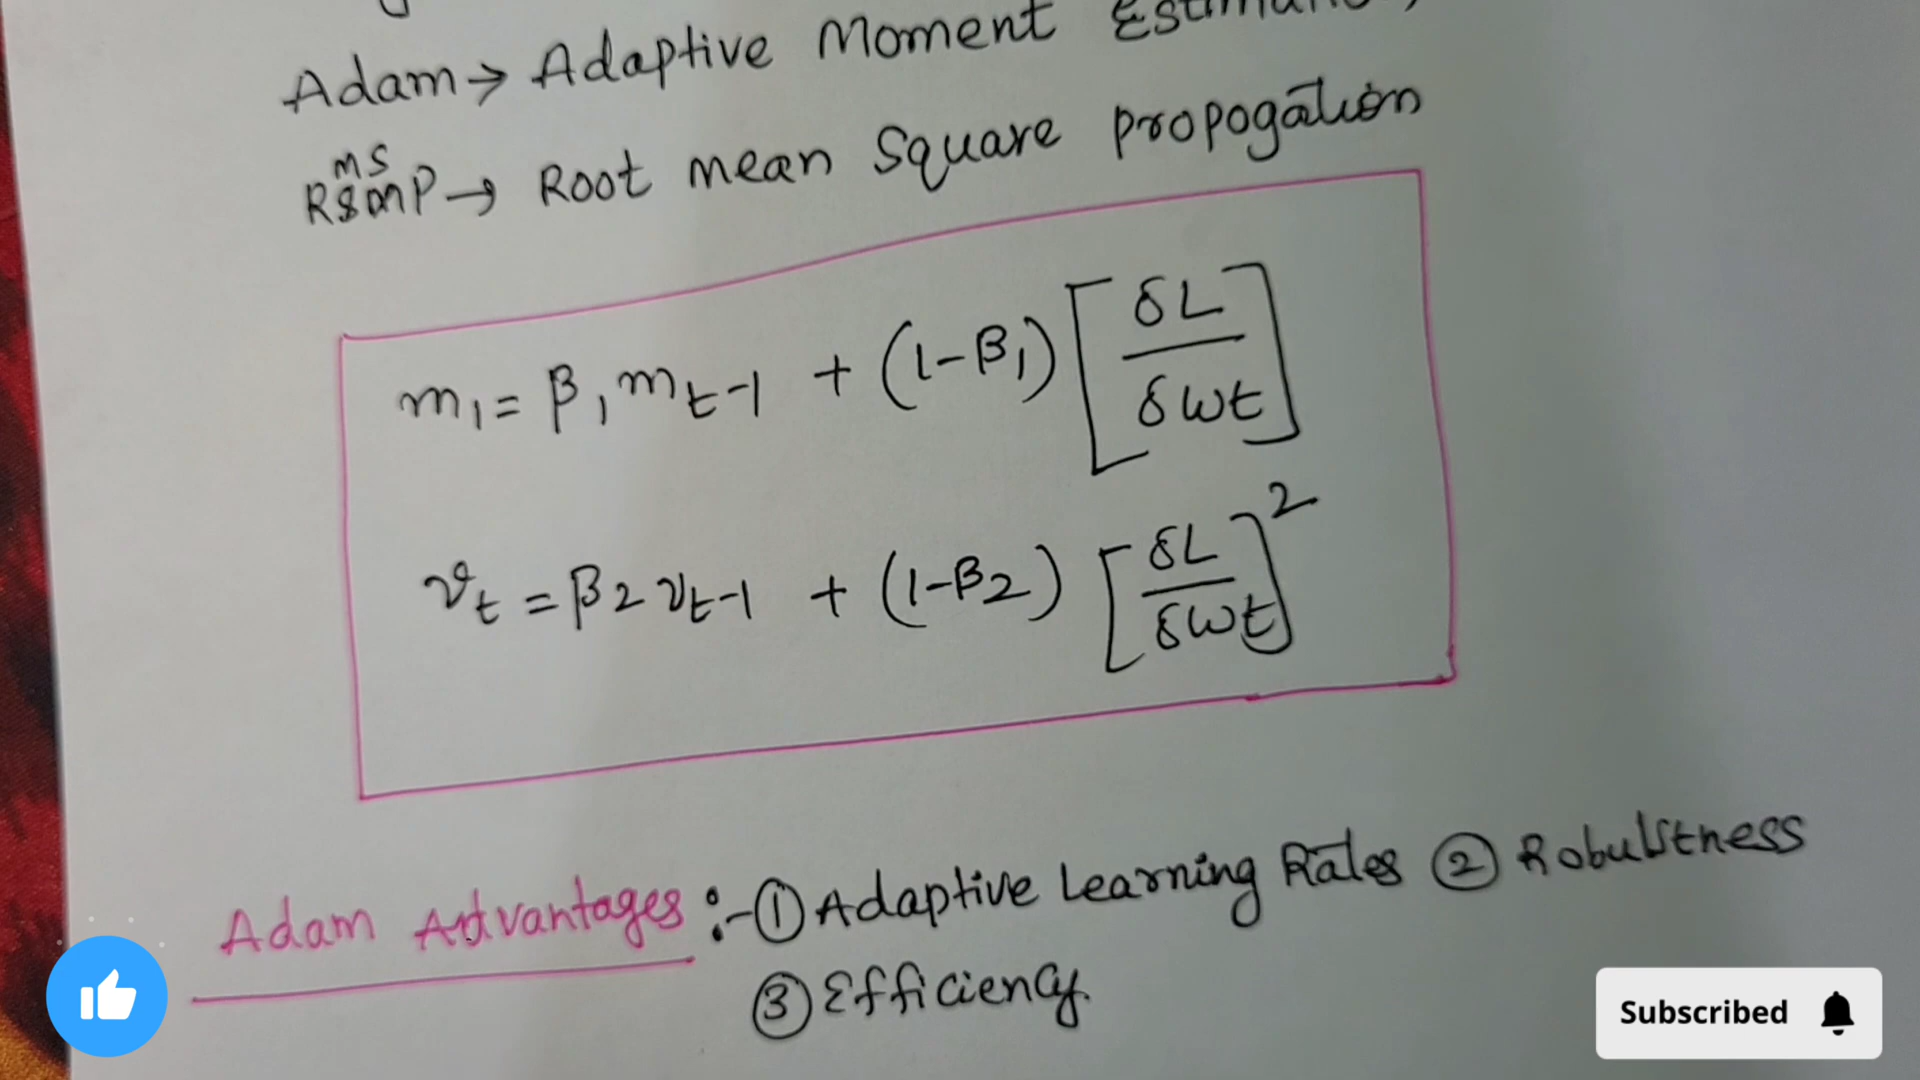 Adam → Adaptive Moment
RMSP → Root mean Square propogation
m₁ = β₁ m t-1 + (1-β₁) [δL / δwt]
vt = β2 vt-1 + (1-β2) [δL / δwt]²
Adam Advantages :- ① Adaptive Learning Rates ② Robustness
③ Efficiency.
Subscribed